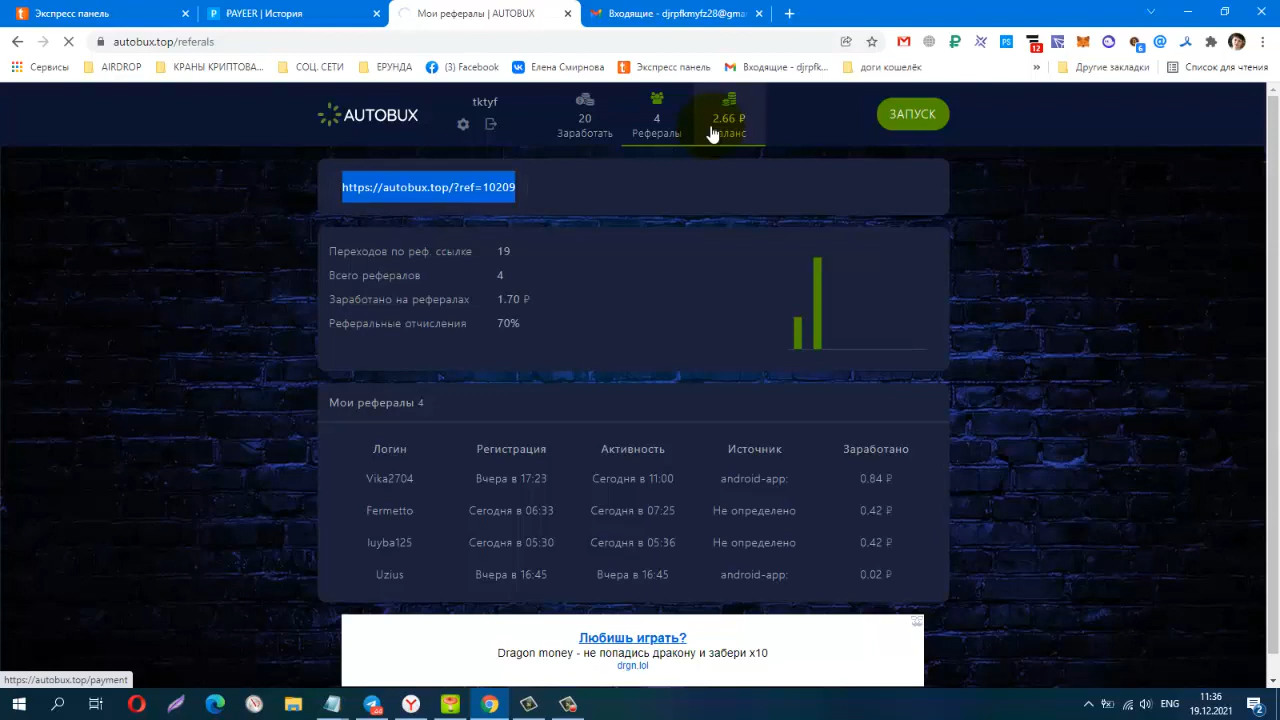 Экспресс панель
PAYEER | История
Мои рефералы | AUTOBUX
Входящие - djrpfkmyfz28@gma
autobux.top/referals
12
6
Сервисы
AIRDROP
КРАНЫ КРИПТОВА...
СОЦ. СЕТИ
ЕРУНДА
(3) Facebook
Елена Смирнова
Экспресс панель
Входящие - djrpfk...
доги кошелёк
»
Другие закладки
Список для чтения
AUTOBUX
tktyf
20
Заработать
4
Рефералы
2.66 ₽
ЗАПУСК
https://autobux.top/?ref=10209
Переходов по реф. ссылке 19
Всего рефералов 4
Заработано на рефералах 1.70 ₽
Реферальные отчисления 70%
Мои рефералы 4
Логин Регистрация Активность Источник Заработано
Vika2704 Вчера в 17:23 Сегодня в 11:00 android-app: 0.84 ₽
Fermetto Сегодня в 06:33 Сегодня в 07:25 Не определено 0.42 ₽
luyba125 Сегодня в 05:30 Сегодня в 05:36 Не определено 0.42 ₽
Uzius Вчера в 16:45 Вчера в 16:45 android-app: 0.02 ₽
Любишь играть?
Dragon money - не попадись дракону и забери х10
drgn.lol
https://autobux.top/payment
ENG
11:36
19.12.2021
2